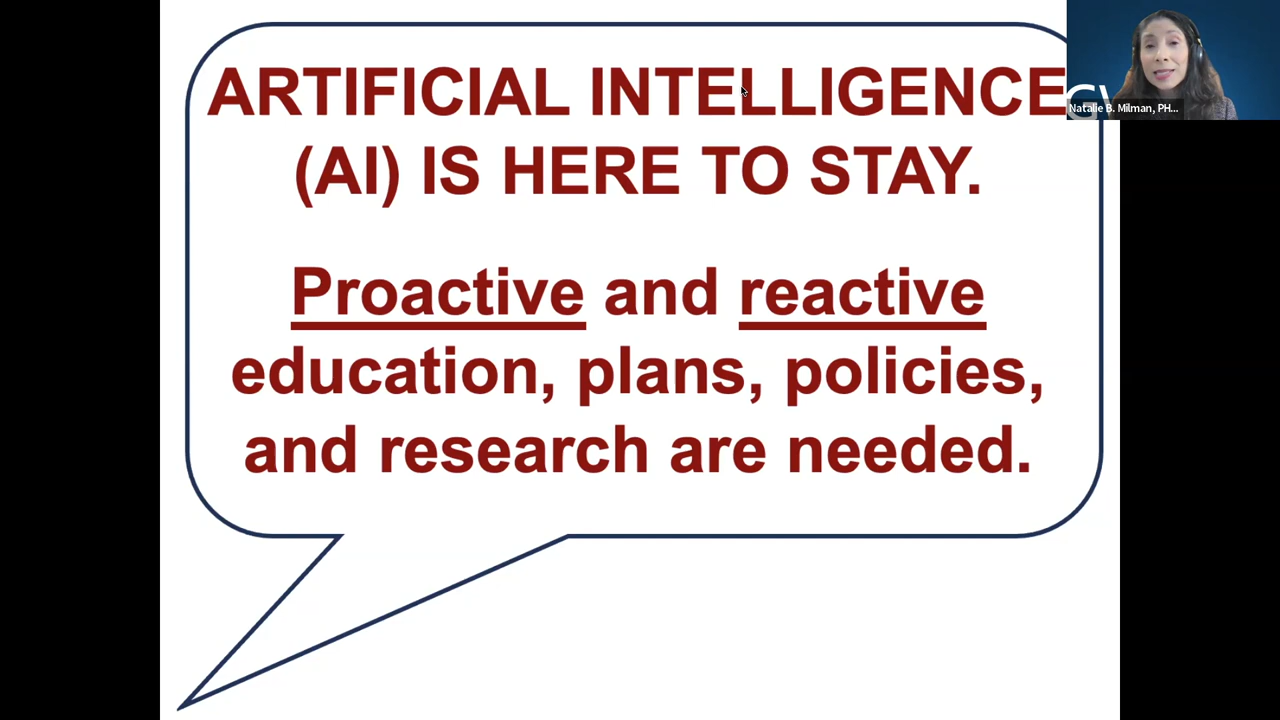 ARTIFICIAL INTELLIGENCE
(AI) IS HERE TO STAY.
Proactive and reactive
education, plans, policies,
and research are needed.
Natalie B. Milman, PH...